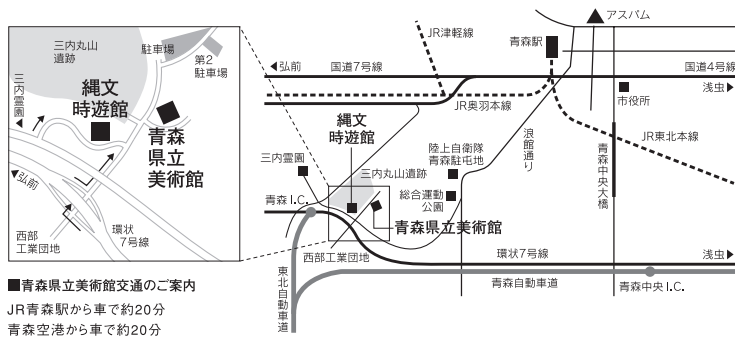 三内丸山
遺跡
駐車場
第2
駐車場
三内霊園
縄文
時遊館
青森
県立
美術館
弘前
西部
工業団地
環状
7号線
アスパム
JR津軽線
青森駅
弘前
国道7号線
国道4号線
JR奥羽本線
市役所
浅虫
縄文
時遊館
陸上自衛隊
青森駐屯地
浪館通り
JR東北本線
青森中央大橋
三内霊園
三内丸山遺跡
総合運動
公園
青森I.C.
青森県立美術館
西部工業団地
環状7号線
浅虫
東北自動車道
青森自動車道
青森中央I.C.
■青森県立美術館交通のご案内
JR青森駅から車で約20分
青森空港から車で約20分